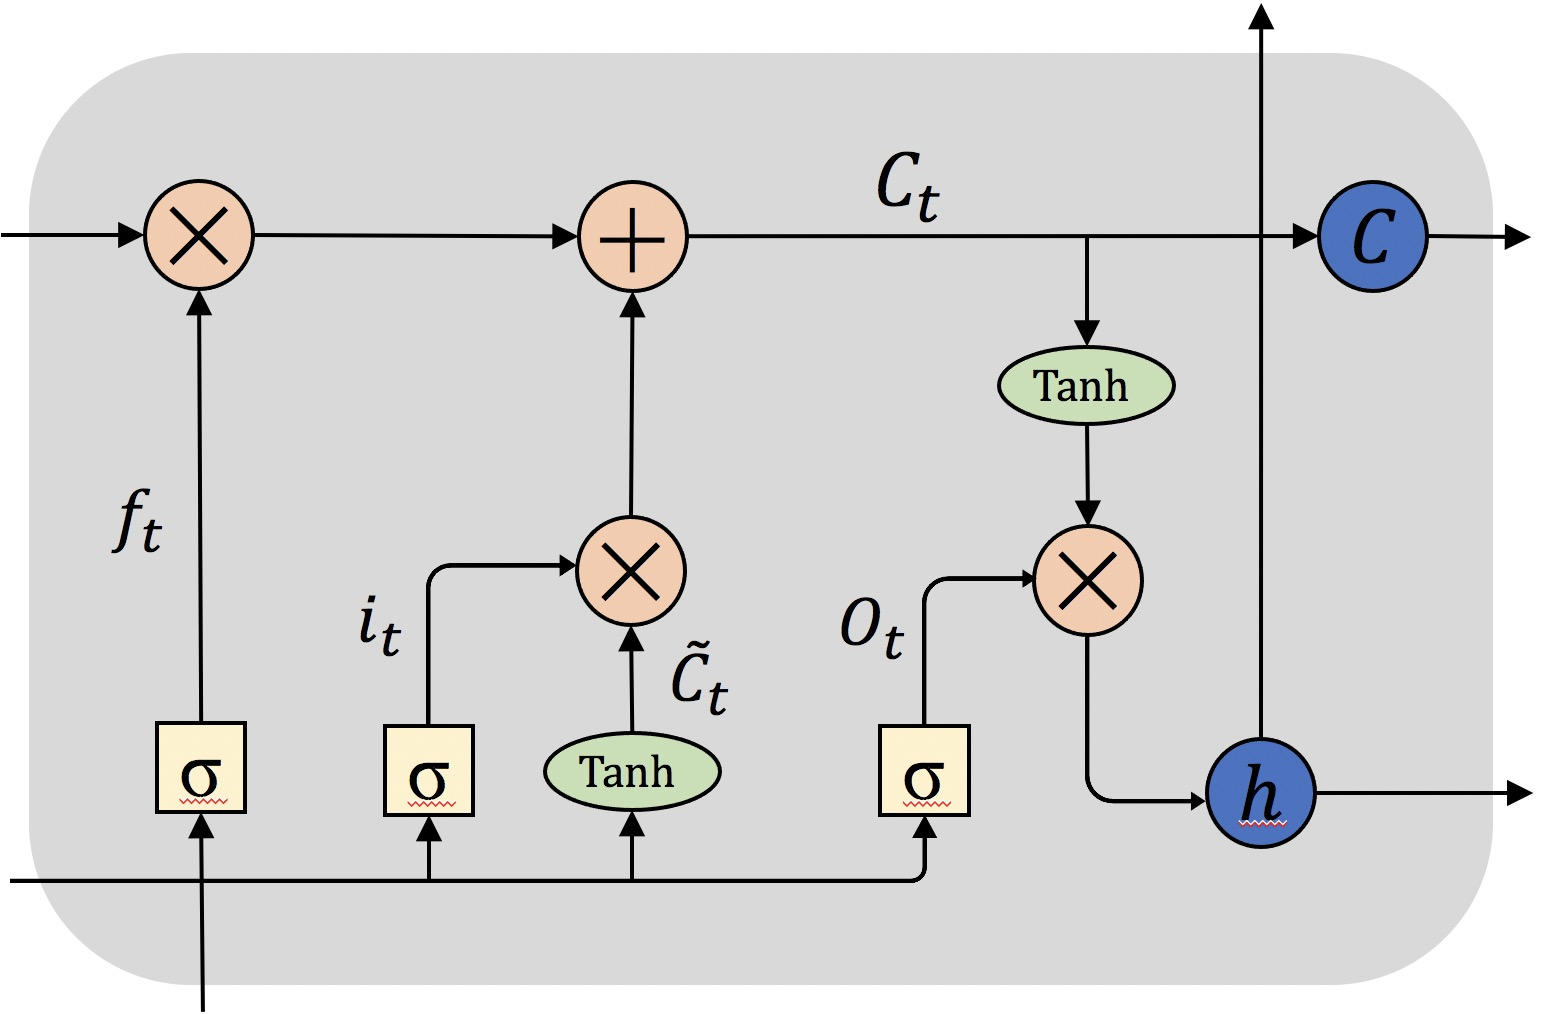 C_t
C
Tanh
f_t
i_t
C̃_t
O_t
σ
σ
Tanh
σ
h